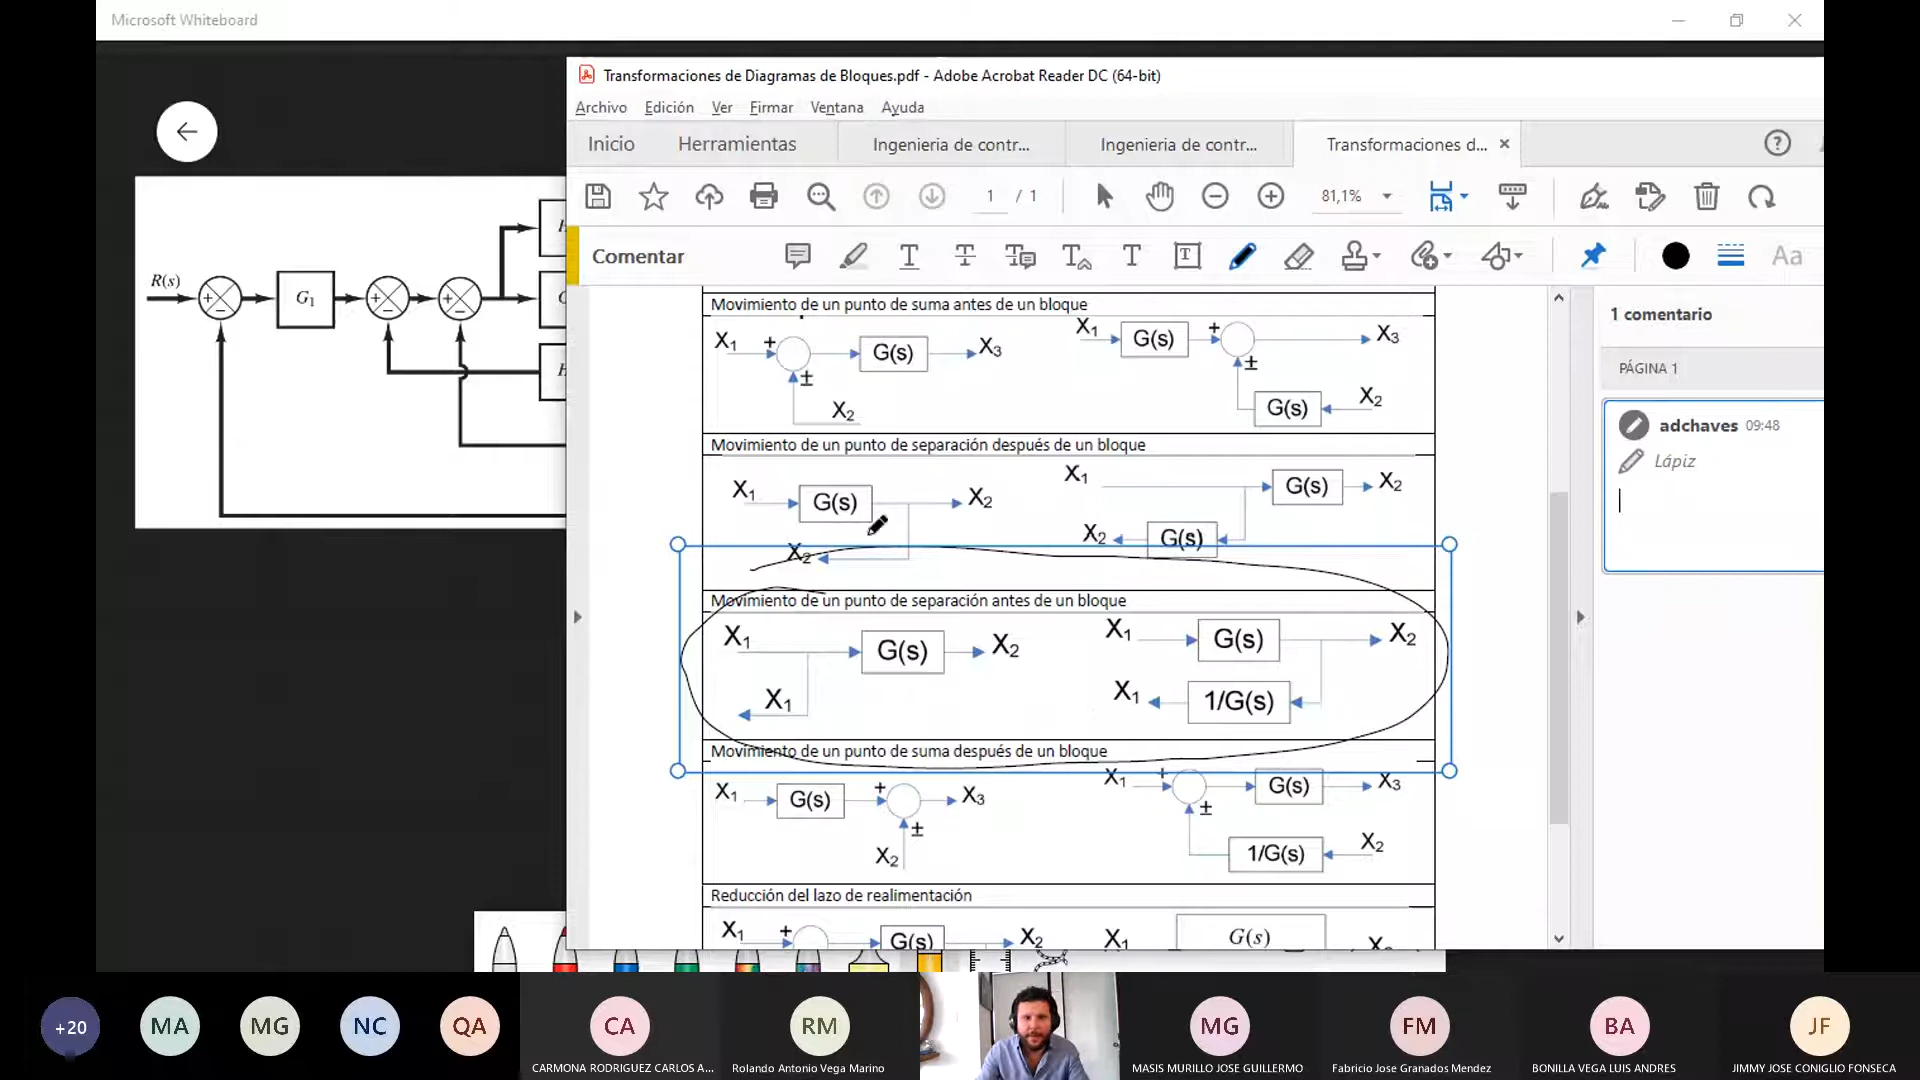 Microsoft Whiteboard
Transformaciones de Diagramas de Bloques.pdf - Adobe Acrobat Reader DC (64-bit)
Archivo Edición Ver Firmar Ventana Ayuda
Inicio Herramientas Ingenieria de contr... Ingenieria de contr... Transformaciones d...
1 / 1 81,1%
Comentar
R(s) + − G1 + − + −
Movimiento de un punto de suma antes de un bloque
X1 + G(s) X3 X1 G(s) + X3
± ±
X2 G(s) X2
Movimiento de un punto de separación después de un bloque
X1 G(s) X2 X1 G(s) X2
X2 X2 G(s)
Movimiento de un punto de separación antes de un bloque
X1 G(s) X2 X1 G(s) X2
X1 X1 1/G(s)
Movimiento de un punto de suma después de un bloque
X1 G(s) + X3 X1 + G(s) X3
± ±
X2 1/G(s) X2
Reducción del lazo de realimentación
X1 + G(s) X2 X1 G(s)
1 comentario
PÁGINA 1
adchaves 09:48
Lápiz
+20 MA MG NC QA CA RM MG FM BA JF
CARMONA RODRIGUEZ CARLOS A... Rolando Antonio Vega Marino MASIS MURILLO JOSE GUILLERMO Fabricio Jose Granados Mendez BONILLA VEGA LUIS ANDRES JIMMY JOSE CONIGLIO FONSECA